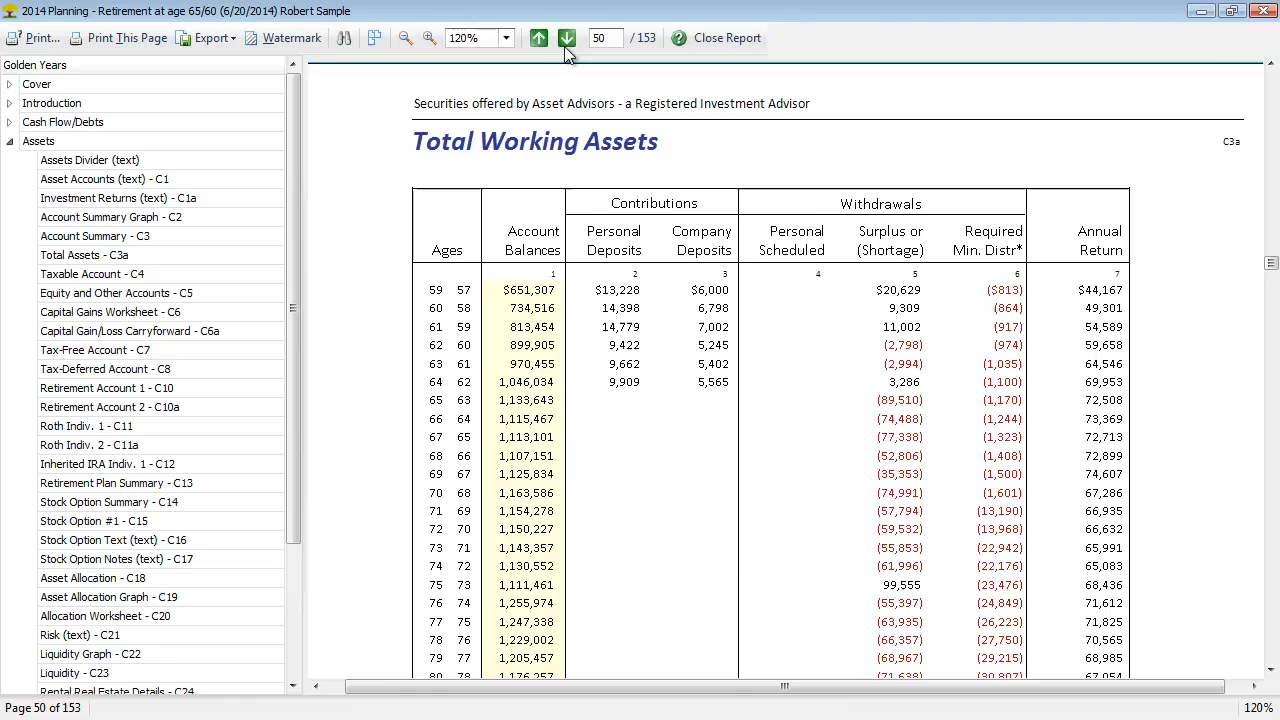 2014 Planning - Retirement at age 65/60 (6/20/2014) Robert Sample
Print... Print This Page Export Watermark 120% 50 / 153 Close Report
Golden Years
Cover
Introduction
Cash Flow/Debts
Assets
Assets Divider (text)
Asset Accounts (text) - C1
Investment Returns (text) - C1a
Account Summary Graph - C2
Account Summary - C3
Total Assets - C3a
Taxable Account - C4
Equity and Other Accounts - C5
Capital Gains Worksheet - C6
Capital Gain/Loss Carryforward - C6a
Tax-Free Account - C7
Tax-Deferred Account - C8
Retirement Account 1 - C10
Retirement Account 2 - C10a
Roth Indiv. 1 - C11
Roth Indiv. 2 - C11a
Inherited IRA Indiv. 1 - C12
Retirement Plan Summary - C13
Stock Option Summary - C14
Stock Option #1 - C15
Stock Option Text (text) - C16
Stock Option Notes (text) - C17
Asset Allocation - C18
Asset Allocation Graph - C19
Allocation Worksheet - C20
Risk (text) - C21
Liquidity Graph - C22
Liquidity - C23
Rental Real Estate Details - C24
Securities offered by Asset Advisors - a Registered Investment Advisor
Total Working Assets C3a
Contributions Withdrawals
Account Personal Company Personal Surplus or Required Annual
Ages Balances Deposits Deposits Scheduled (Shortage) Min. Distr* Return
1 2 3 4 5 6 7
59 57 $651,307 $13,228 $6,000 $20,629 ($813) $44,167
60 58 734,516 14,398 6,798 9,309 (864) 49,301
61 59 813,454 14,779 7,002 11,002 (917) 54,589
62 60 899,905 9,422 5,245 (2,798) (974) 59,658
63 61 970,455 9,662 5,402 (2,994) (1,035) 64,546
64 62 1,046,034 9,909 5,565 3,286 (1,100) 69,953
65 63 1,133,643 (89,510) (1,170) 72,508
66 64 1,115,467 (74,488) (1,244) 73,369
67 65 1,113,101 (77,338) (1,323) 72,713
68 66 1,107,151 (52,806) (1,408) 72,899
69 67 1,125,834 (35,353) (1,500) 74,607
70 68 1,163,586 (74,991) (1,601) 67,286
71 69 1,154,278 (57,794) (13,190) 66,935
72 70 1,150,227 (59,532) (13,968) 66,632
73 71 1,143,357 (55,853) (22,942) 65,991
74 72 1,130,552 (61,996) (22,176) 65,083
75 73 1,111,461 99,555 (23,476) 68,436
76 74 1,255,974 (55,397) (24,849) 71,612
77 75 1,247,338 (63,935) (26,223) 71,825
78 76 1,229,002 (66,357) (27,750) 70,565
79 77 1,205,457 (68,967) (29,215) 68,985
80 78 1,176,257 (71,638) (30,207) 67,054
Page 50 of 153 120%